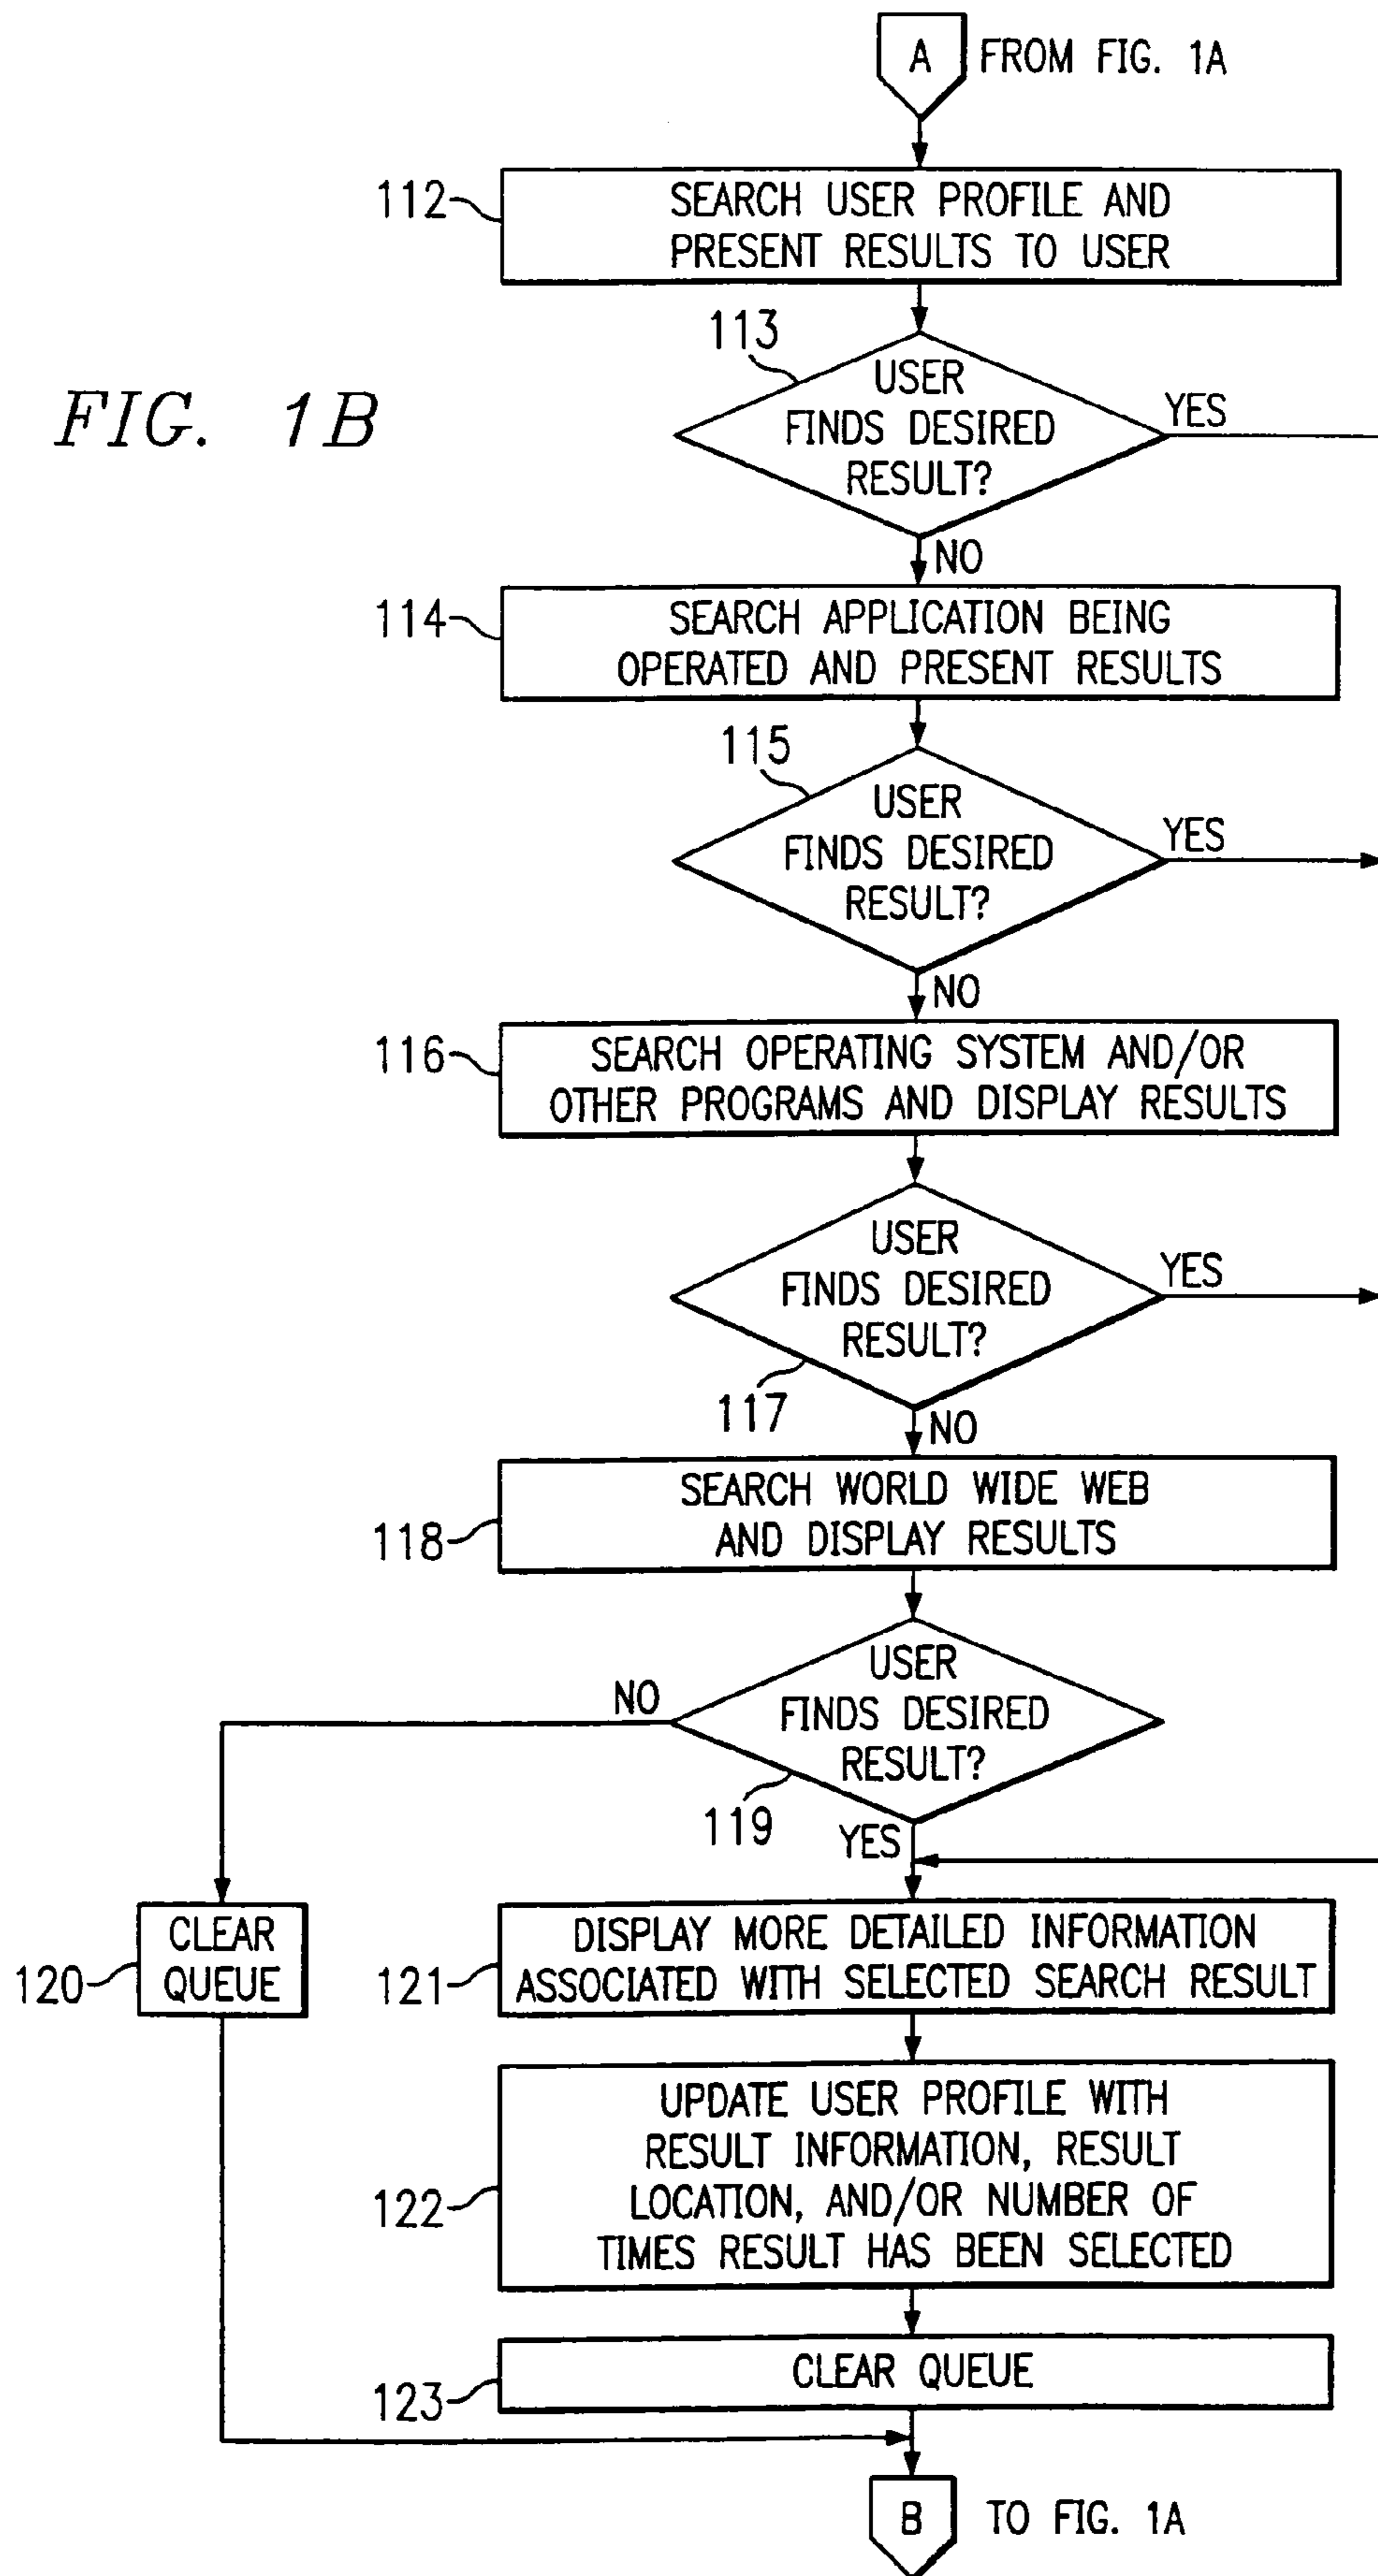 A FROM FIG. 1A
112
SEARCH USER PROFILE AND
PRESENT RESULTS TO USER
FIG. 1B
113
USER
FINDS DESIRED
RESULT?
YES
NO
114
SEARCH APPLICATION BEING
OPERATED AND PRESENT RESULTS
115
USER
FINDS DESIRED
RESULT?
YES
NO
116
SEARCH OPERATING SYSTEM AND/OR
OTHER PROGRAMS AND DISPLAY RESULTS
USER
FINDS DESIRED
RESULT?
YES
117
NO
118
SEARCH WORLD WIDE WEB
AND DISPLAY RESULTS
USER
FINDS DESIRED
RESULT?
NO
119
YES
CLEAR
QUEUE
120
121
DISPLAY MORE DETAILED INFORMATION
ASSOCIATED WITH SELECTED SEARCH RESULT
122
UPDATE USER PROFILE WITH
RESULT INFORMATION, RESULT
LOCATION, AND/OR NUMBER OF
TIMES RESULT HAS BEEN SELECTED
123
CLEAR QUEUE
B TO FIG. 1A